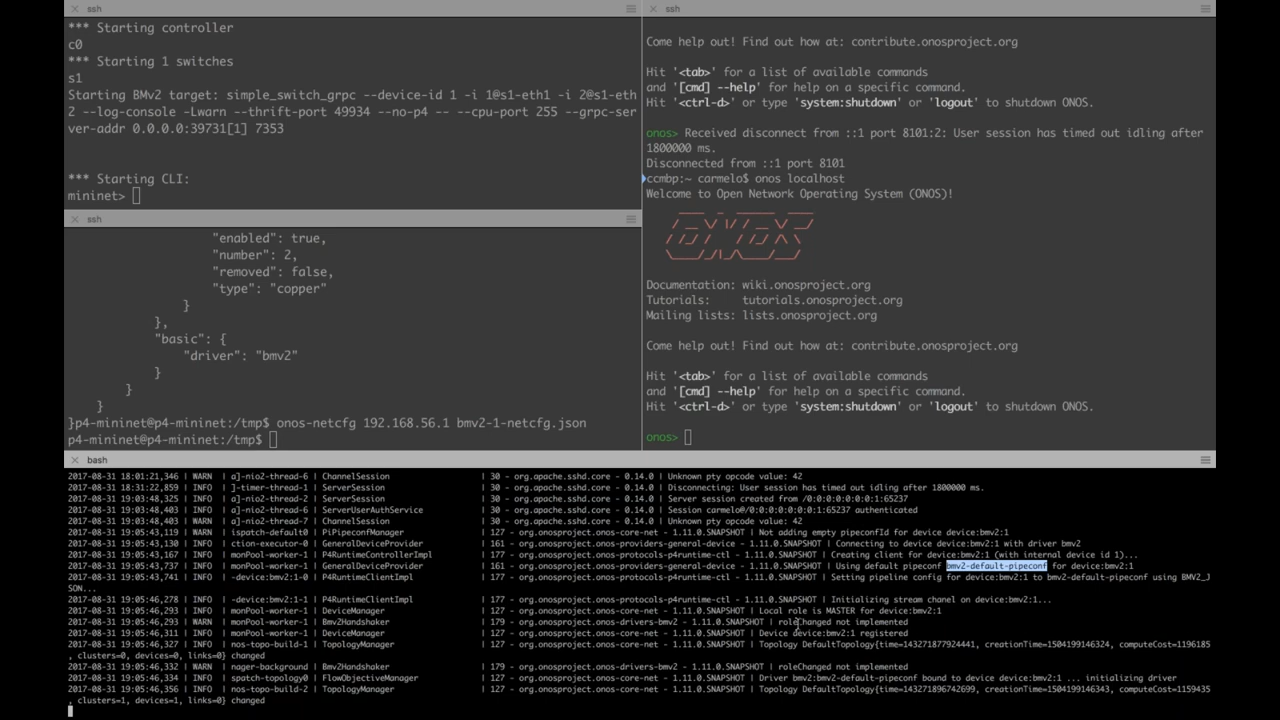 ssh
*** Starting controller
c0
*** Starting 1 switches
s1
Starting BMv2 target: simple_switch_grpc --device-id 1 -i 1@s1-eth1 -i 2@s1-eth
2 --log-console -Lwarn --thrift-port 49934 --no-p4 -- --cpu-port 255 --grpc-ser
ver-addr 0.0.0.0:39731[1] 7353
*** Starting CLI:
mininet>
ssh
"enabled": true,
"number": 2,
"removed": false,
"type": "copper"
}
},
"basic": {
"driver": "bmv2"
}
}
}
}p4-mininet@p4-mininet:/tmp$ onos-netcfg 192.168.56.1 bmv2-1-netcfg.json
p4-mininet@p4-mininet:/tmp$
ssh
Come help out! Find out how at: contribute.onosproject.org
Hit '<tab>' for a list of available commands
and '[cmd] --help' for help on a specific command.
Hit '<ctrl-d>' or type 'system:shutdown' or 'logout' to shutdown ONOS.
onos> Received disconnect from ::1 port 8101:2: User session has timed out idling after
1800000 ms.
Disconnected from ::1 port 8101
ccmbp:~ carmelo$ onos localhost
Welcome to Open Network Operating System (ONOS)!
Documentation: wiki.onosproject.org
Tutorials: tutorials.onosproject.org
Mailing lists: lists.onosproject.org
Come help out! Find out how at: contribute.onosproject.org
Hit '<tab>' for a list of available commands
and '[cmd] --help' for help on a specific command.
Hit '<ctrl-d>' or type 'system:shutdown' or 'logout' to shutdown ONOS.
onos>
bash
2017-08-31 18:01:21,346 | WARN | a]-nio2-thread-6 | ChannelSession | 30 - org.apache.sshd.core - 0.14.0 | Unknown pty opcode value: 42
2017-08-31 18:31:22,859 | INFO | ]-timer-thread-1 | ServerSession | 30 - org.apache.sshd.core - 0.14.0 | Disconnecting: User session has timed out idling after 1800000 ms.
2017-08-31 19:03:48,325 | INFO | a]-nio2-thread-2 | ServerSession | 30 - org.apache.sshd.core - 0.14.0 | Server session created from /0:0:0:0:0:0:0:1:65237
2017-08-31 19:03:48,403 | INFO | a]-nio2-thread-6 | ServerUserAuthService | 30 - org.apache.sshd.core - 0.14.0 | Session carmelo@/0:0:0:0:0:0:0:1:65237 authenticated
2017-08-31 19:03:48,403 | WARN | a]-nio2-thread-7 | ChannelSession | 30 - org.apache.sshd.core - 0.14.0 | Unknown pty opcode value: 42
2017-08-31 19:05:43,119 | WARN | ispatch-default0 | PiPipeconfManager | 127 - org.onosproject.onos-core-net - 1.11.0.SNAPSHOT | Not adding empty pipeconfId for device device:bmv2:1
2017-08-31 19:05:43,130 | INFO | ction-executor-0 | GeneralDeviceProvider | 161 - org.onosproject.onos-providers-general-device - 1.11.0.SNAPSHOT | Connecting to device device:bmv2:1 with driver bmv2
2017-08-31 19:05:43,167 | INFO | monPool-worker-1 | P4RuntimeControllerImpl | 177 - org.onosproject.onos-protocols-p4runtime-ctl - 1.11.0.SNAPSHOT | Creating client for device:bmv2:1 (with internal device id 1)...
2017-08-31 19:05:43,737 | INFO | monPool-worker-1 | GeneralDeviceProvider | 161 - org.onosproject.onos-providers-general-device - 1.11.0.SNAPSHOT | Using default pipeconf bmv2-default-pipeconf for device:bmv2:1
2017-08-31 19:05:43,741 | INFO | -device:bmv2:1-0 | P4RuntimeClientImpl | 177 - org.onosproject.onos-protocols-p4runtime-ctl - 1.11.0.SNAPSHOT | Setting pipeline config for device:bmv2:1 to bmv2-default-pipeconf using BMV2_J
SON...
2017-08-31 19:05:46,278 | INFO | -device:bmv2:1-1 | P4RuntimeClientImpl | 177 - org.onosproject.onos-protocols-p4runtime-ctl - 1.11.0.SNAPSHOT | Initializing stream chanel on device:bmv2:1...
2017-08-31 19:05:46,293 | INFO | monPool-worker-1 | DeviceManager | 127 - org.onosproject.onos-core-net - 1.11.0.SNAPSHOT | Local role is MASTER for device:bmv2:1
2017-08-31 19:05:46,293 | WARN | monPool-worker-1 | Bmv2Handshaker | 179 - org.onosproject.onos-drivers-bmv2 - 1.11.0.SNAPSHOT | roleChanged not implemented
2017-08-31 19:05:46,311 | INFO | monPool-worker-1 | DeviceManager | 127 - org.onosproject.onos-core-net - 1.11.0.SNAPSHOT | Device device:bmv2:1 registered
2017-08-31 19:05:46,327 | INFO | nos-topo-build-1 | TopologyManager | 127 - org.onosproject.onos-core-net - 1.11.0.SNAPSHOT | Topology DefaultTopology{time=143271877924441, creationTime=1504199146324, computeCost=1196185
, clusters=0, devices=0, links=0} changed
2017-08-31 19:05:46,332 | WARN | nager-background | Bmv2Handshaker | 179 - org.onosproject.onos-drivers-bmv2 - 1.11.0.SNAPSHOT | roleChanged not implemented
2017-08-31 19:05:46,334 | INFO | spatch-topology0 | FlowObjectiveManager | 127 - org.onosproject.onos-core-net - 1.11.0.SNAPSHOT | Driver bmv2:bmv2-default-pipeconf bound to device device:bmv2:1 ... initializing driver
2017-08-31 19:05:46,356 | INFO | nos-topo-build-2 | TopologyManager | 127 - org.onosproject.onos-core-net - 1.11.0.SNAPSHOT | Topology DefaultTopology{time=143271896742699, creationTime=1504199146343, computeCost=1159435
, clusters=1, devices=1, links=0} changed